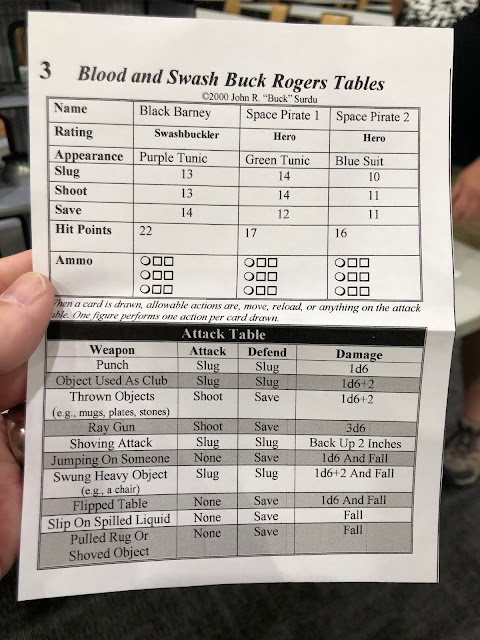 3 Blood and Swash Buck Rogers Tables
©2000 John R. "Buck" Surdu
Name Black Barney Space Pirate 1 Space Pirate 2
Rating Swashbuckler Hero Hero
Appearance Purple Tunic Green Tunic Blue Suit
Slug 13 14 10
Shoot 13 14 11
Save 14 12 11
Hit Points 22 17 16
Ammo
hen a card is drawn, allowable actions are, move, reload, or anything on the attack
able. One figure performs one action per card drawn.
Attack Table
Weapon Attack Defend Damage
Punch Slug Slug 1d6
Object Used As Club Slug Slug 1d6+2
Thrown Objects Shoot Save 1d6+2
(e.g., mugs, plates, stones)
Ray Gun Shoot Save 3d6
Shoving Attack Slug Slug Back Up 2 Inches
Jumping On Someone None Save 1d6 And Fall
Swung Heavy Object Slug Slug 1d6+2 And Fall
(e.g., a chair)
Flipped Table None Save 1d6 And Fall
Slip On Spilled Liquid None Save Fall
Pulled Rug Or None Save Fall
Shoved Object